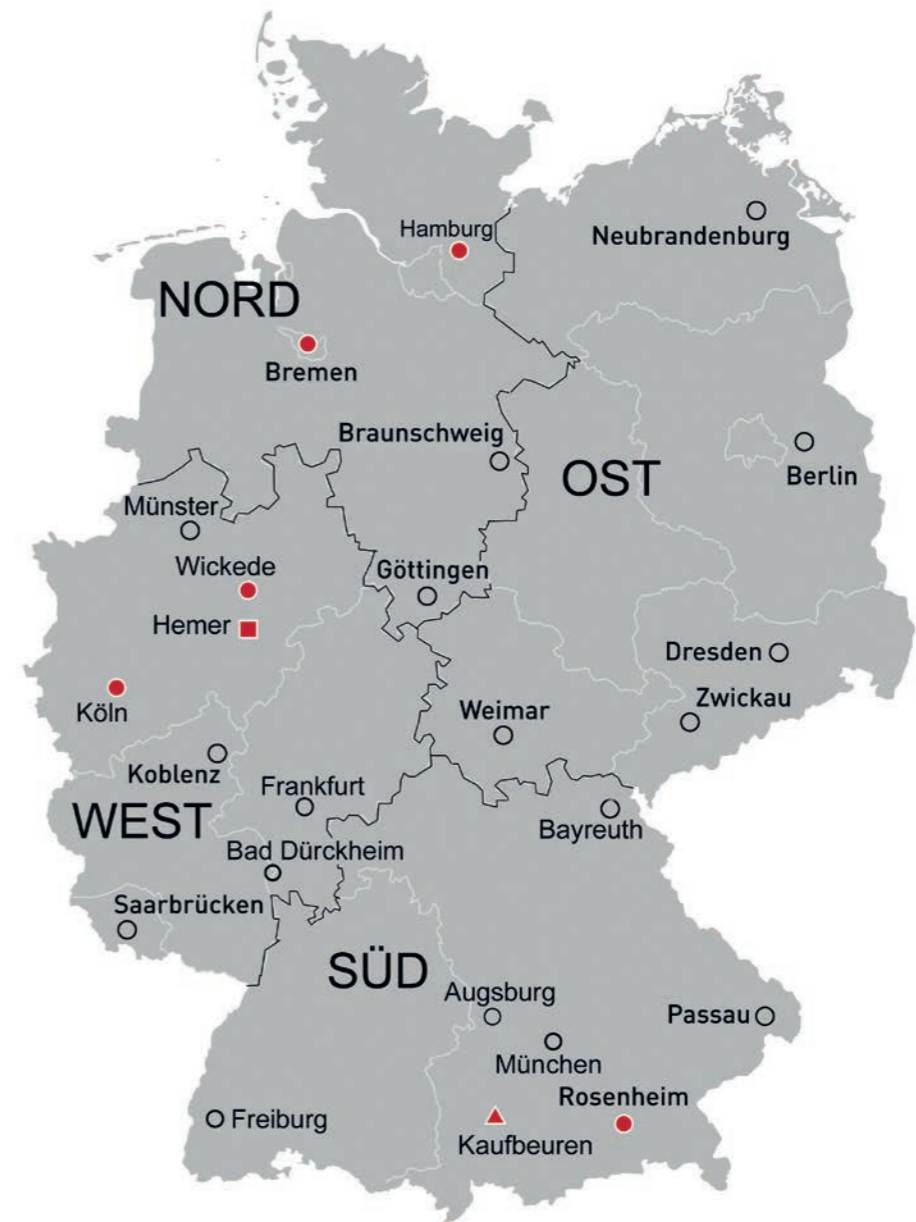 Hamburg
Neubrandenburg
NORD
Bremen
Braunschweig
OST
Berlin
Münster
Wickede
Göttingen
Hemer
Dresden
Köln
Zwickau
Weimar
Koblenz
Frankfurt
WEST
Bayreuth
Bad Dürckheim
Saarbrücken
SÜD
Augsburg
Passau
München
Rosenheim
Freiburg
Kaufbeuren